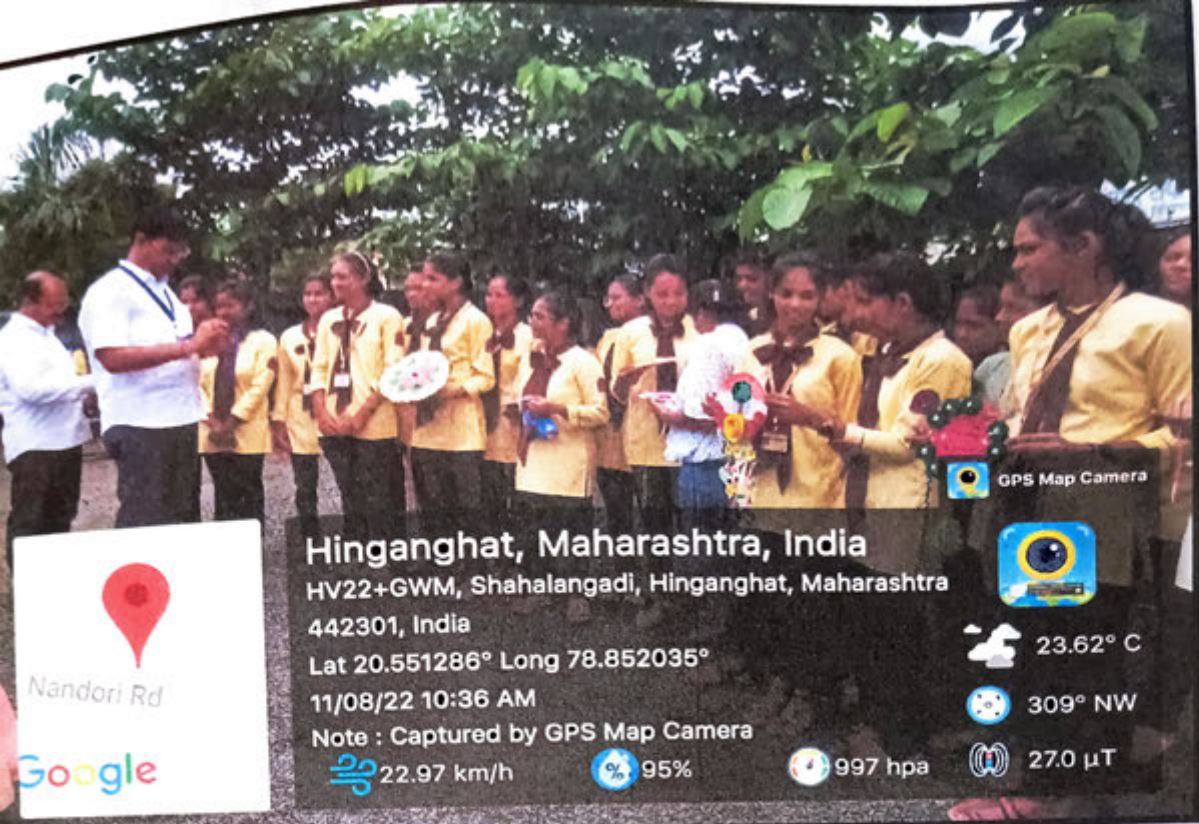 GPS Map Camera
Hinganghat, Maharashtra, India
HV22+GWM, Shahalangadi, Hinganghat, Maharashtra
442301, India
Lat 20.551286° Long 78.852035°
11/08/22 10:36 AM
Note : Captured by GPS Map Camera
22.97 km/h
95%
997 hpa
23.62° C
309° NW
27.0 μT
Nandori Rd
Google